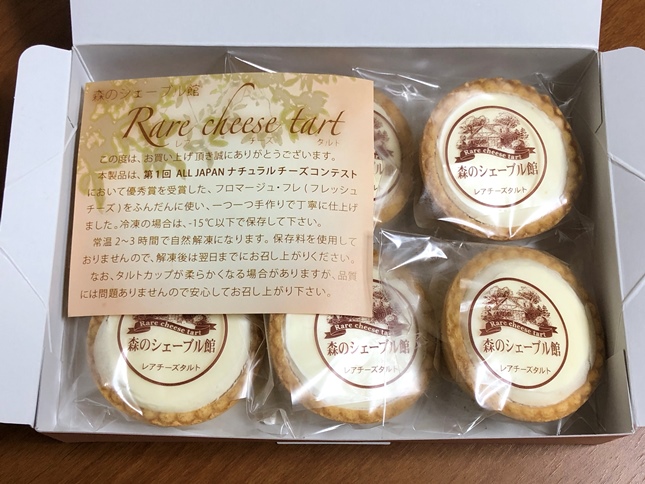 森のシェーブル館
Rare cheese tart
レア チーズ タルト
この度は、お買い上げ頂き誠にありがとうございます。
本製品は、第1回 ALL JAPAN ナチュラルチーズコンテスト
において優秀賞を受賞した、フロマージュ・フレ(フレッシュ
チーズ)をふんだんに使い、一つ一つ手作りで丁寧に仕上げ
ました。冷凍の場合は、-15℃以下で保存して下さい。
常温2~3時間で自然解凍になります。保存料を使用して
おりませんので、解凍後は翌日までにお召し上がりください。
なお、タルトカップが柔らかくなる場合がありますが、品質
には問題ありませんので安心してお召し上がり下さい。
Rare cheese tart
森のシェーブル館
レアチーズタルト
Rare cheese tart
森のシェーブル館
レアチーズタルト
Rare cheese tart
森のシェーブル館
レアチーズタルト
Rare cheese tart
森のシェーブル館
レアチーズタルト